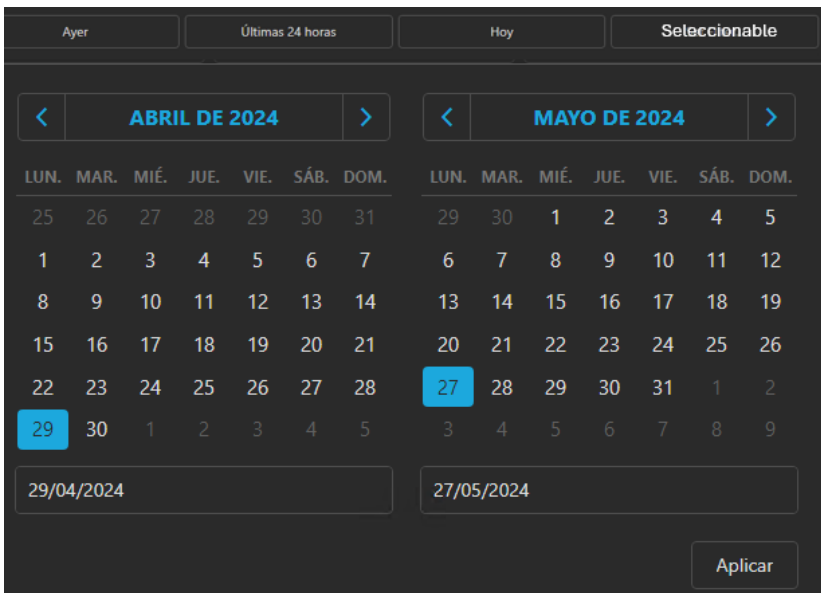 Ayer Últimas 24 horas Hoy Seleccionable
ABRIL DE 2024 MAYO DE 2024
LUN. MAR. MIÉ. JUE. VIE. SÁB. DOM. LUN. MAR. MIÉ. JUE. VIE. SÁB. DOM.
25 26 27 28 29 30 31 29 30 1 2 3 4 5
1 2 3 4 5 6 7 6 7 8 9 10 11 12
8 9 10 11 12 13 14 13 14 15 16 17 18 19
15 16 17 18 19 20 21 20 21 22 23 24 25 26
22 23 24 25 26 27 28 27 28 29 30 31 1 2
29 30 1 2 3 4 5 3 4 5 6 7 8 9
29/04/2024 27/05/2024
Aplicar